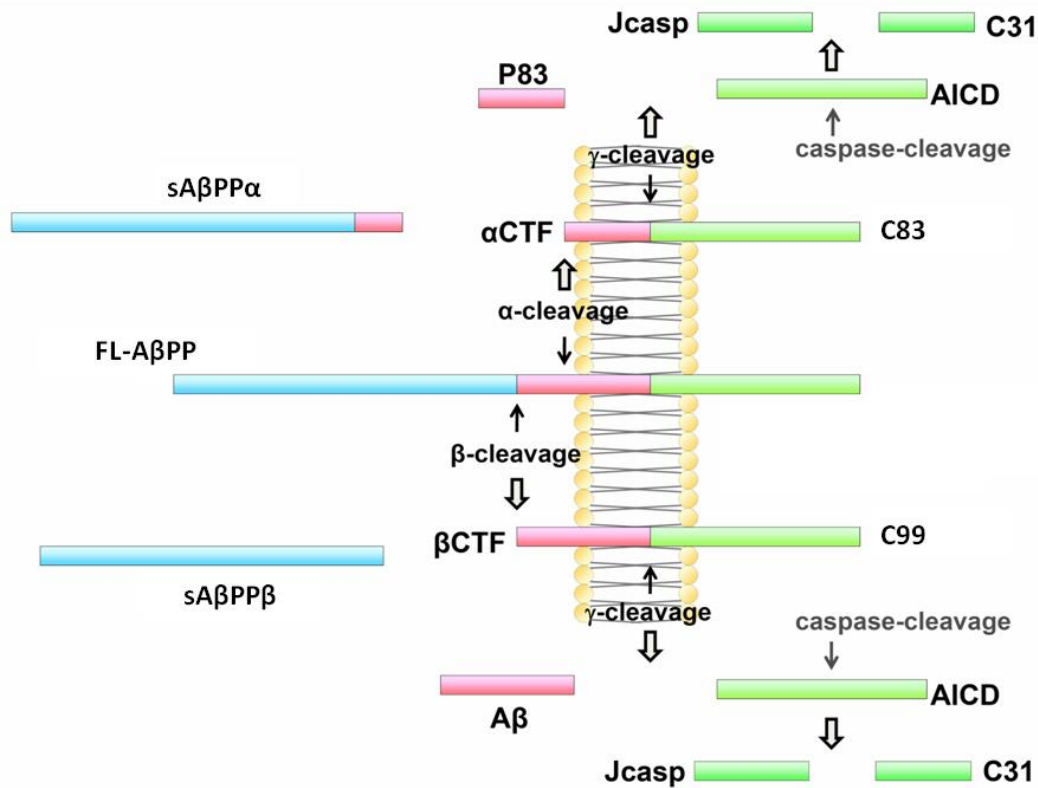 Jcasp C31
P83
AICD
γ-cleavage caspase-cleavage
sAβPPα
αCTF C83
α-cleavage
FL-AβPP
β-cleavage
βCTF C99
sAβPPβ
γ-cleavage caspase-cleavage
AICD
Aβ
Jcasp C31